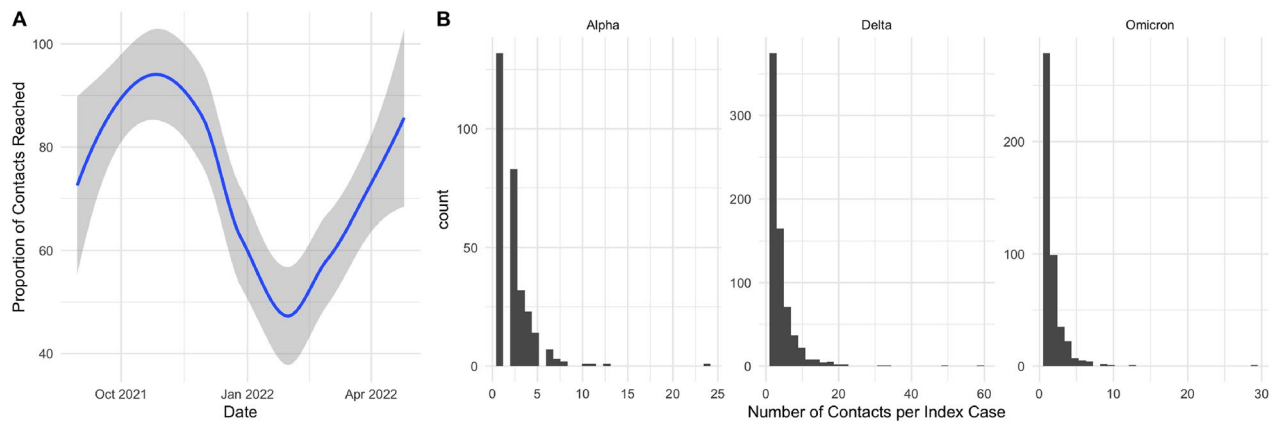 A
Proportion of Contacts Reached
100
80
60
40
Oct 2021 Jan 2022 Apr 2022
Date
B
Alpha Delta Omicron
count
100
50
0
0 5 10 15 20 25
300
200
100
0
0 20 40 60
200
100
0
0 10 20 30
Number of Contacts per Index Case